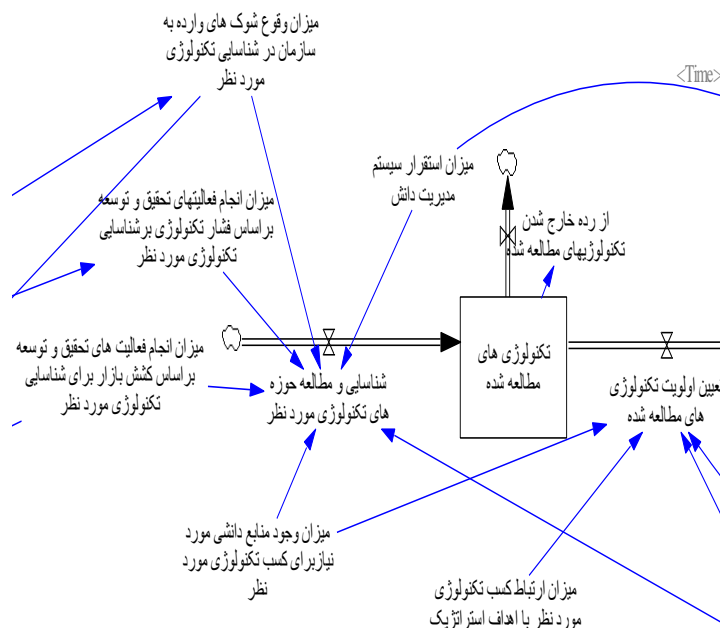 میزان وقوع شوک های وارده به
سازمان در شناسایی تکنولوژی
مورد نظر
<Time>
میزان استقرار سیستم
مدیریت دانش
میزان انجام فعالیتهای تحقیق و توسعه
براساس فشار تکنولوژی برشناسایی
تکنولوژی مورد نظر
از رده خارج شدن
تکنولوژیهای مطالعه شده
میزان انجام فعالیت های تحقیق و توسعه
براساس کشش بازار برای شناسایی
تکنولوژی مورد نظر
شناسایی و مطالعه حوزه
های تکنولوژی مورد نظر
تکنولوژی های
مطالعه شده
تعیین اولویت تکنولوژی
های مطالعه شده
میزان وجود منابع دانشی مورد
نیازبرای کسب تکنولوژی مورد
نظر
میزان ارتباط کسب تکنولوژی
مورد نظر با اهداف استراتژیک